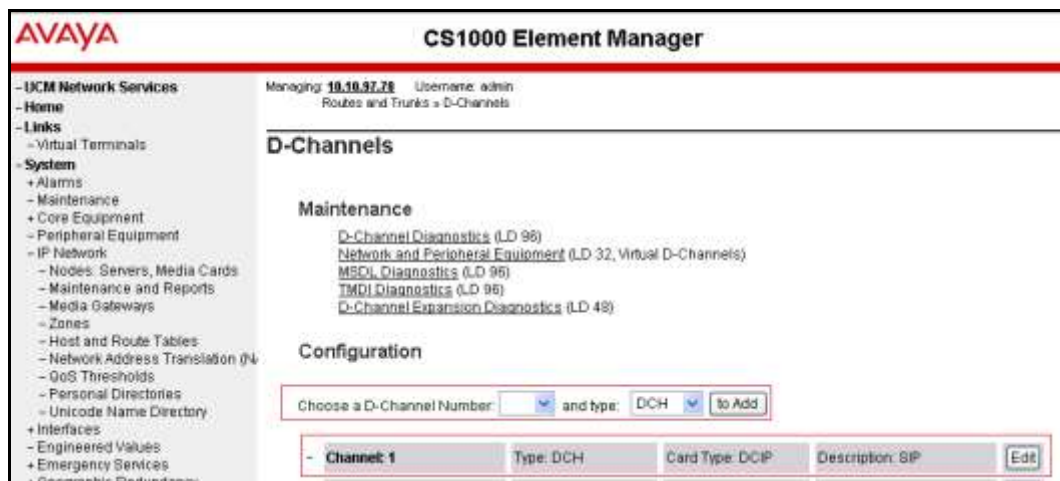 AVAYA
CS1000 Element Manager
- UCM Network Services
- Home
- Links
- Virtual Terminals
- System
+ Alarms
- Maintenance
+ Core Equipment
- Peripheral Equipment
- IP Network
- Nodes: Servers, Media Cards
- Maintenance and Reports
- Media Gateways
- Zones
- Host and Route Tables
- Network Address Translation (N
- QoS Thresholds
- Personal Directories
- Unicode Name Directory
+ Interfaces
- Engineered Values
+ Emergency Services
+ Geographic Redundancy
Managing: 10.10.97.78 Username: admin
Routes and Trunks » D-Channels
D-Channels
Maintenance
D-Channel Diagnostics (LD 96)
Network and Peripheral Equipment (LD 32, Virtual D-Channels)
MSDL Diagnostics (LD 96)
TMDI Diagnostics (LD 96)
D-Channel Expansion Diagnostics (LD 48)
Configuration
Choose a D-Channel Number: and type: DCH to Add
- Channel: 1 Type: DCH Card Type: DCIP Description: SIP Edit